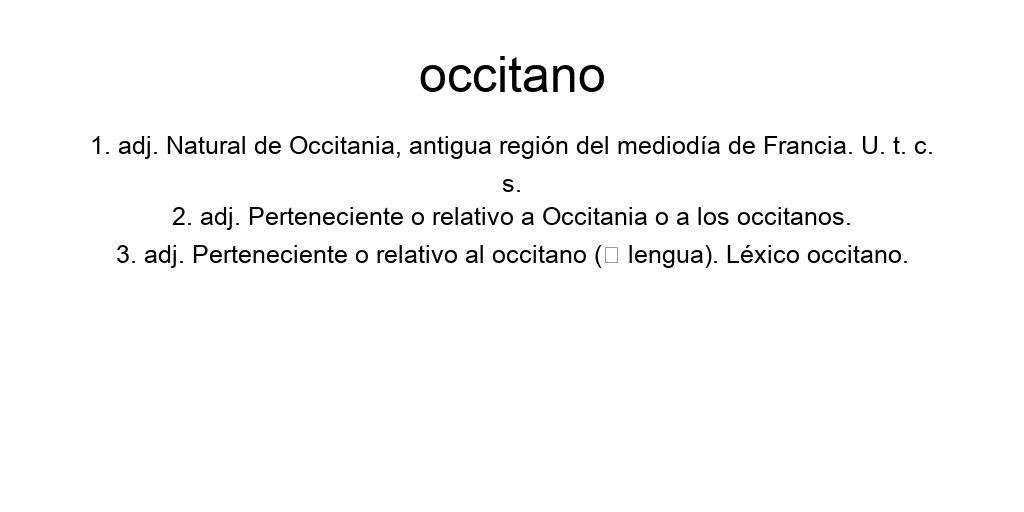 occitano
1. adj. Natural de Occitania, antigua región del mediodía de Francia. U. t. c.
s.
2. adj. Perteneciente o relativo a Occitania o a los occitanos.
3. adj. Perteneciente o relativo al occitano (□ lengua). Léxico occitano.